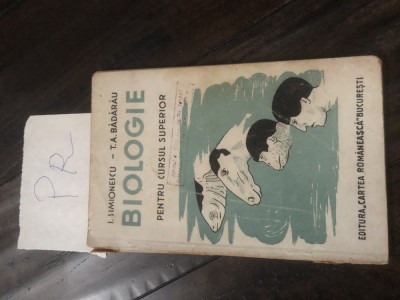 I. SIMIONESCU – T. A. BĂDĂRĂU
BIOLOGIE
PENTRU CURSUL SUPERIOR
EDITURA „CARTEA ROMÂNEASCĂ" BUCUREȘTI
PR